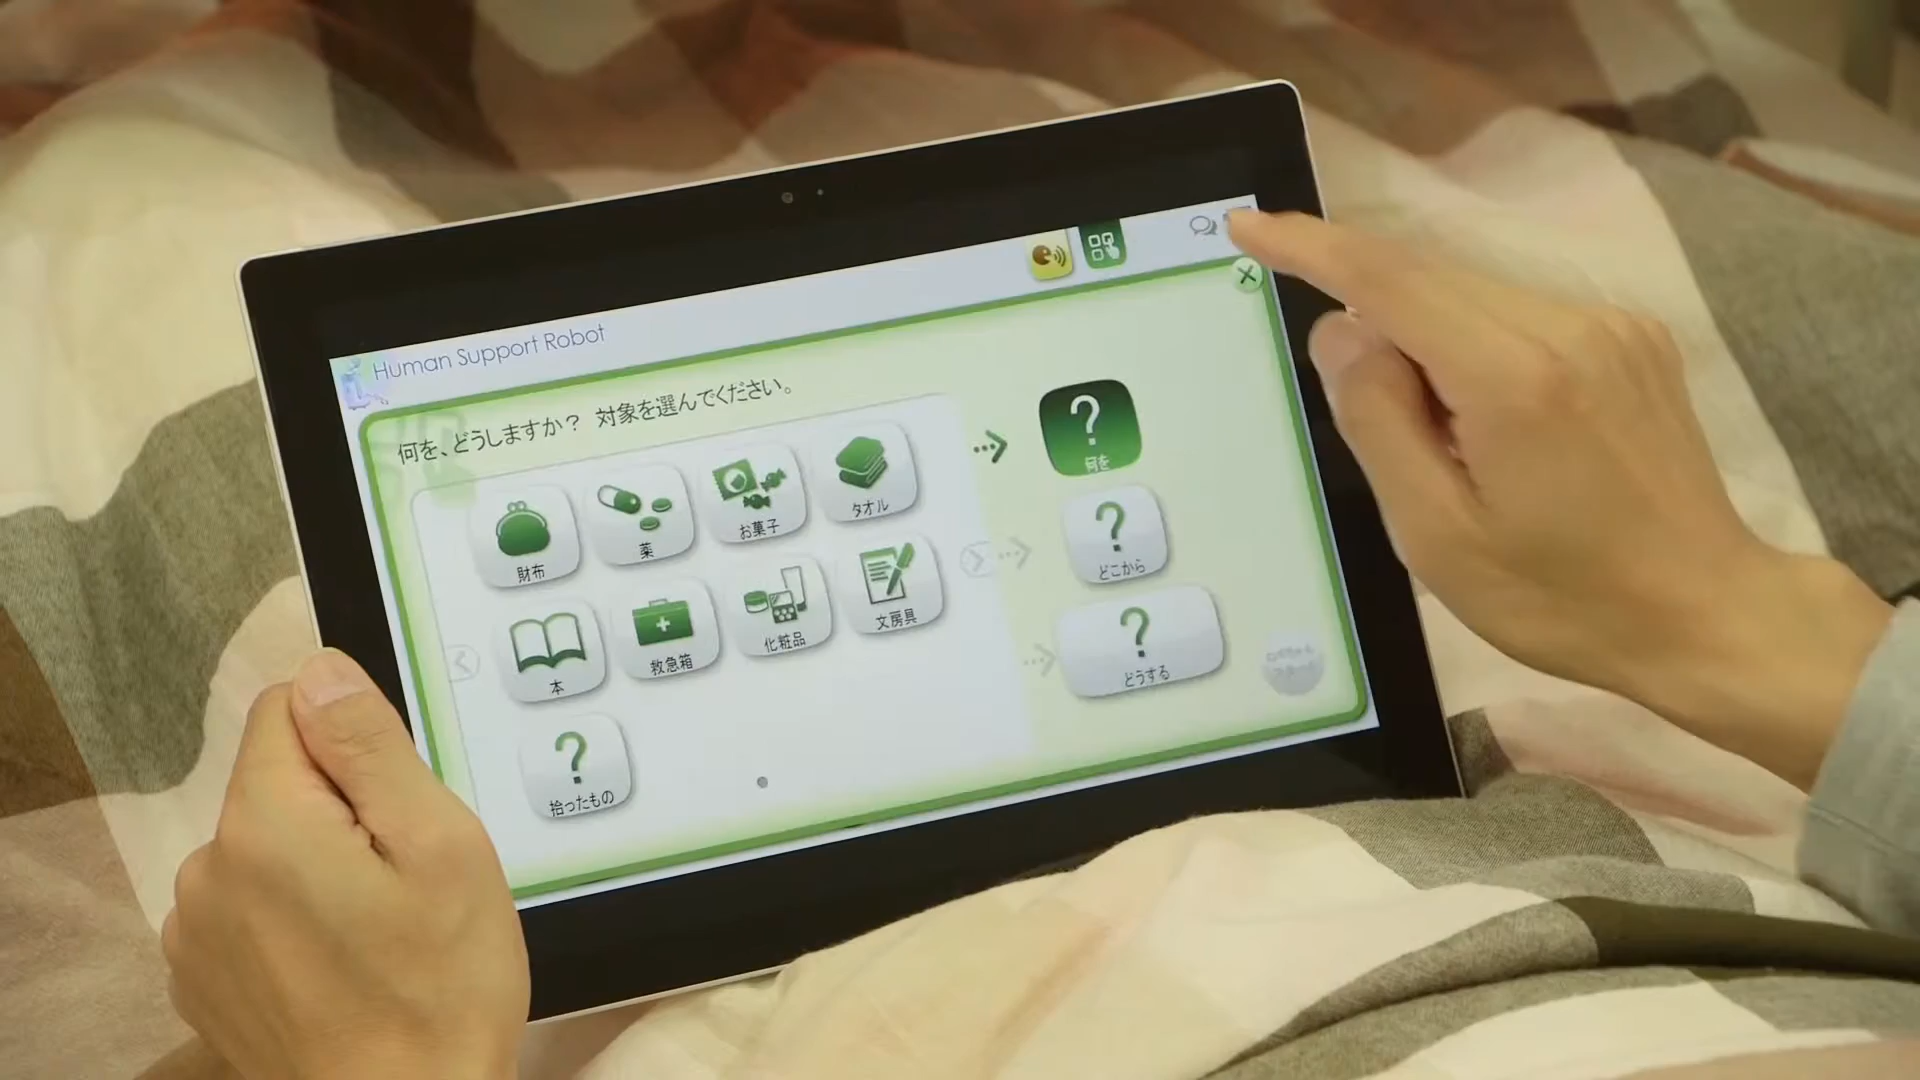 Human Support Robot
何を、どうしますか? 対象を選んでください。
財布
薬
お菓子
タオル
本
救急箱
化粧品
文房具
拾ったもの
何を
どこから
どうする